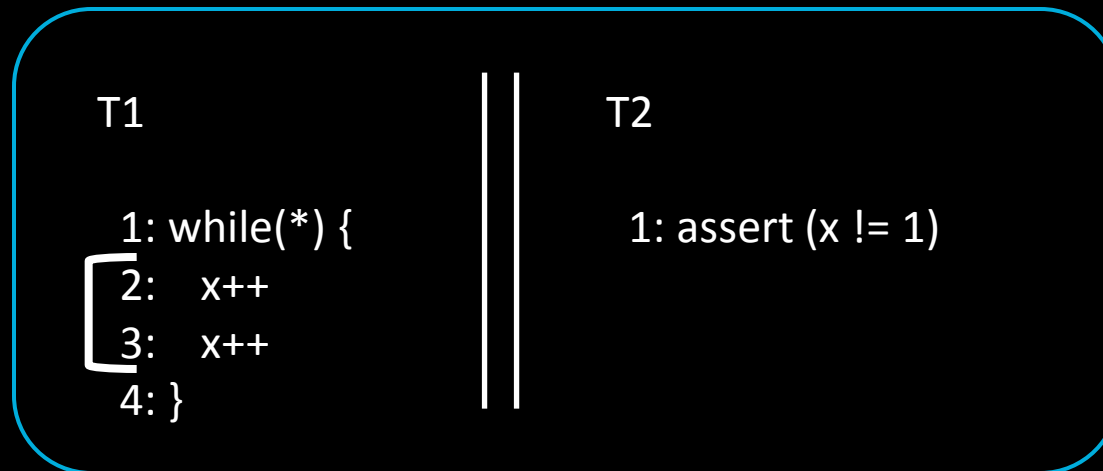 T1
1: while(*) {
2: x++
3: x++
4: }
T2
1: assert (x != 1)